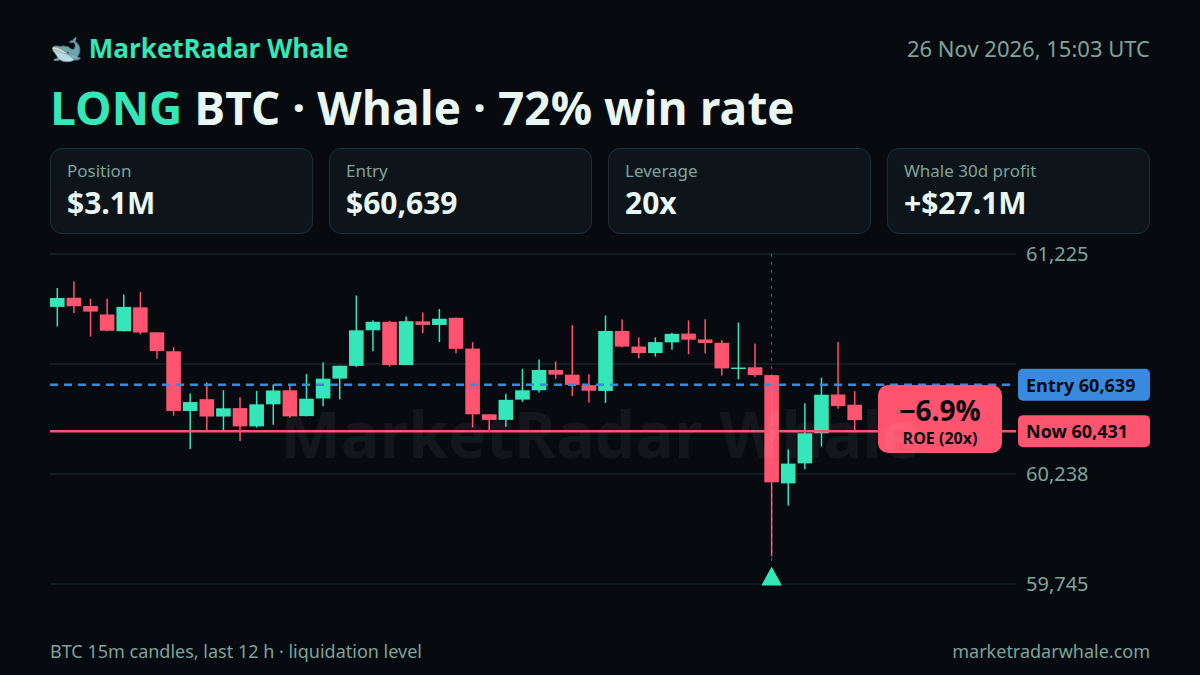 🐋 MarketRadar Whale
26 Nov 2026, 15:03 UTC
LONG BTC · Whale · 72% win rate
Position
$3.1M
Entry
$60,639
Leverage
20x
Whale 30d profit
+$27.1M
61,225
Entry 60,639
−6.9%
ROE (20x)
Now 60,431
MarketRadar Whale
60,238
59,745
BTC 15m candles, last 12 h · liquidation level
marketradarwhale.com